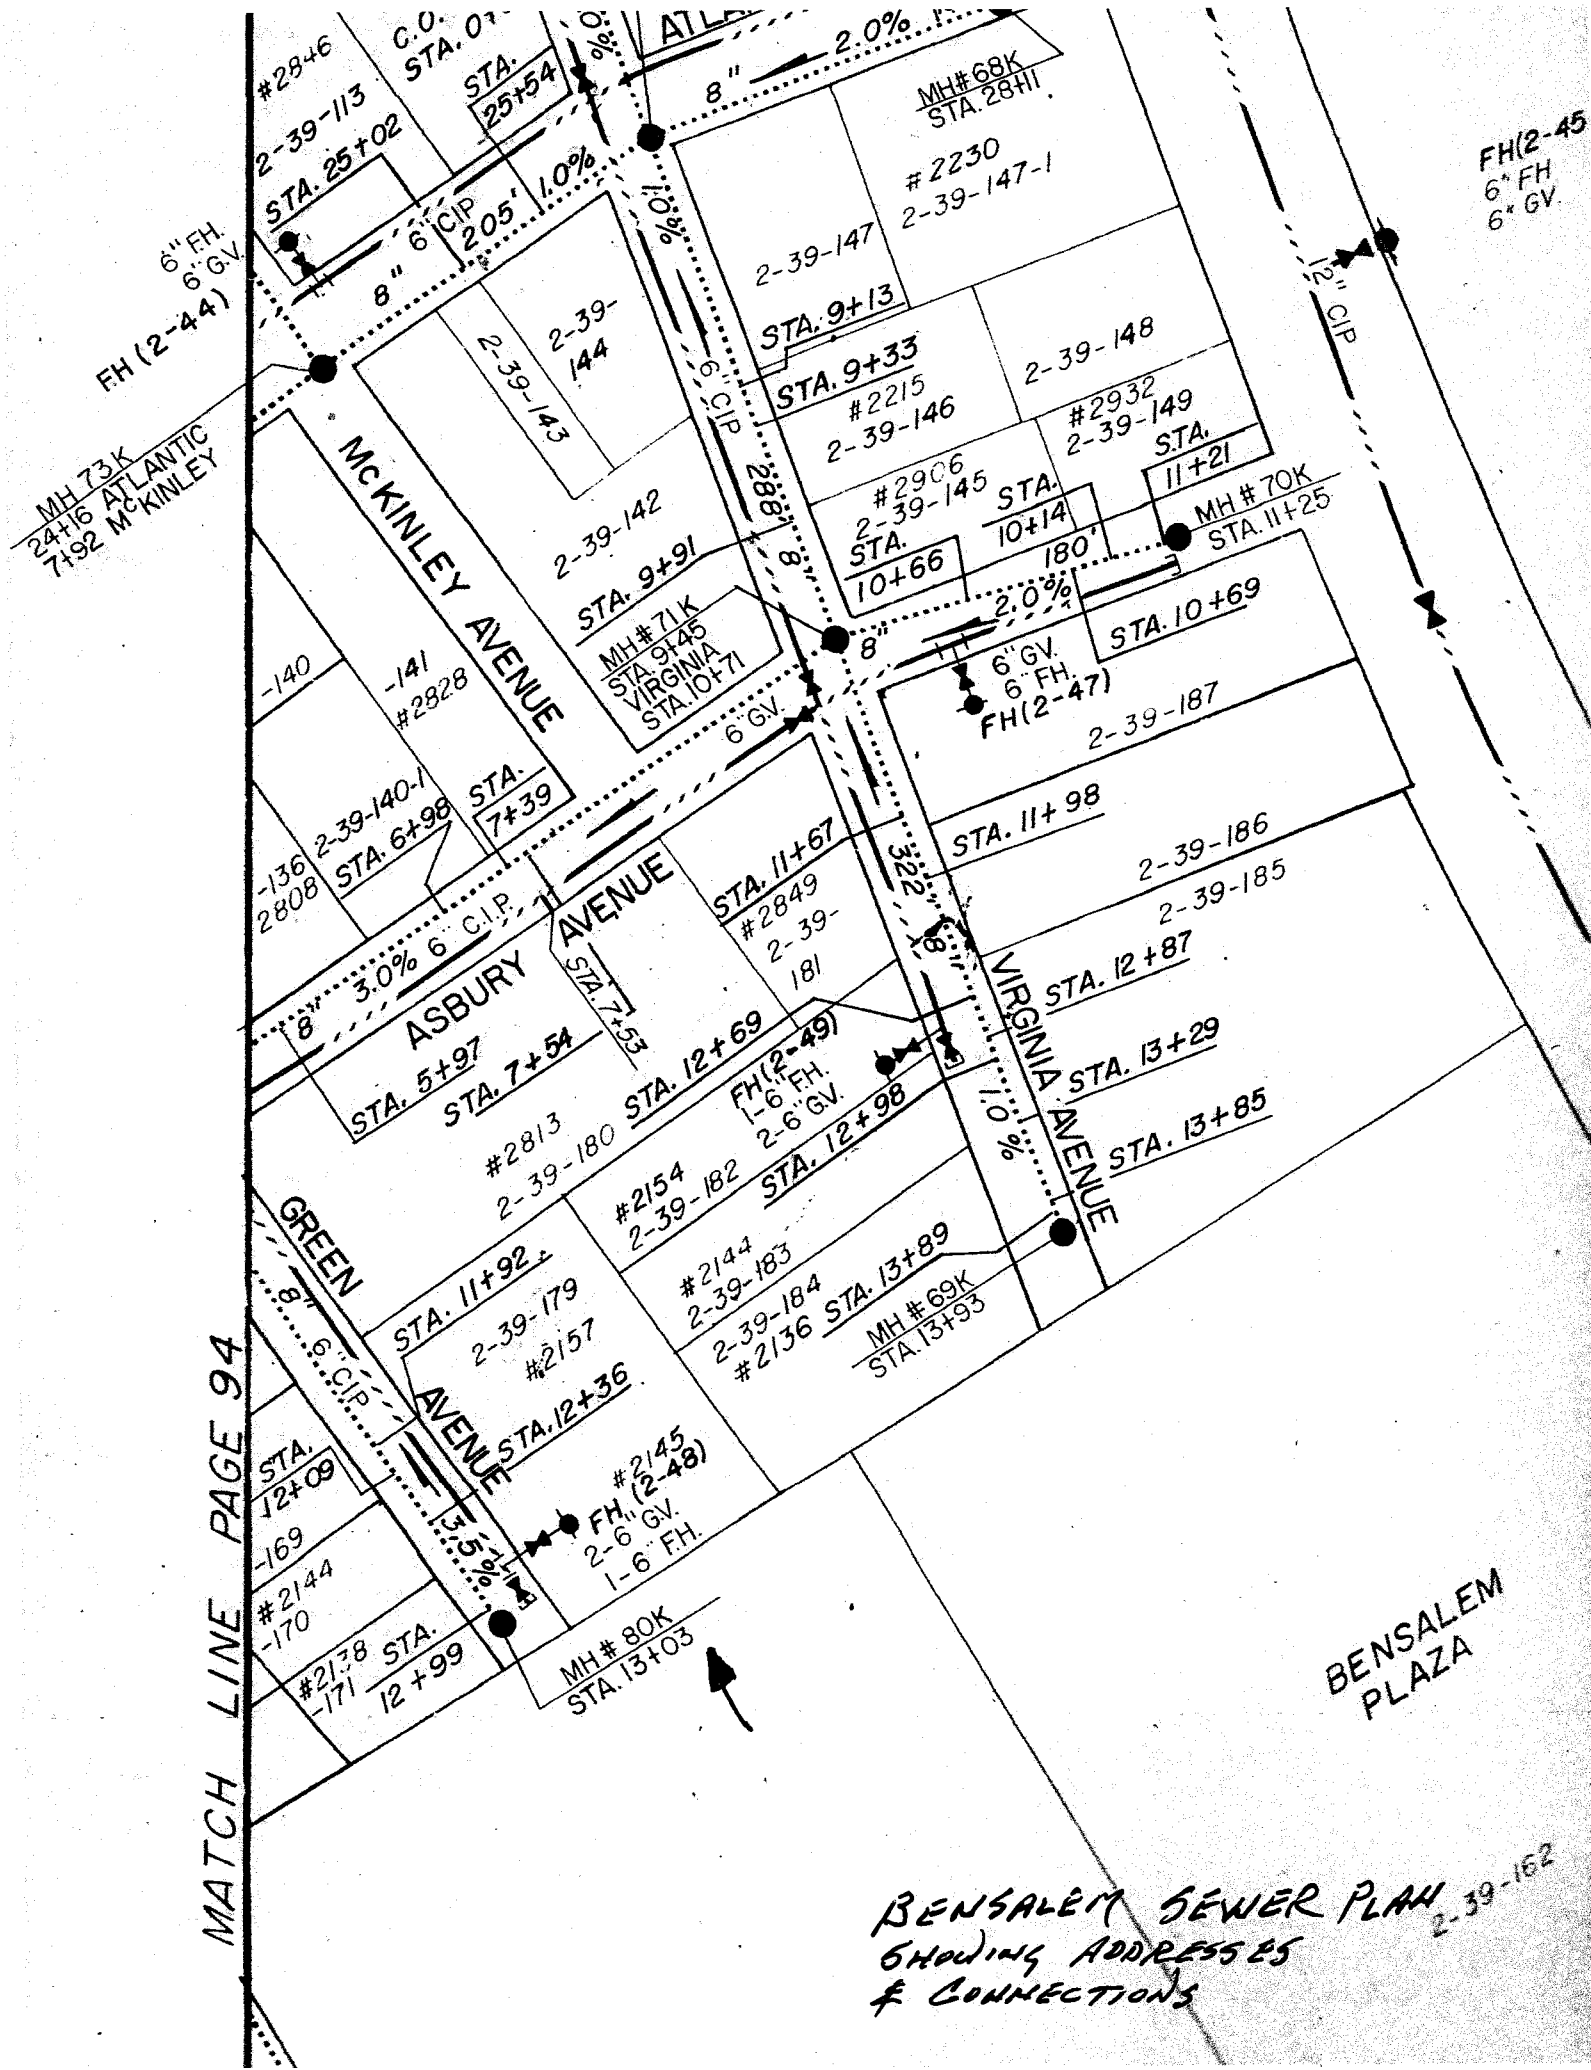 #2846
2-39-113
STA. 25+02
C.O.
STA. 0+
STA.
25+54
2.0%
8"
MH#68K
STA. 28+11
#2230
2-39-147-1
FH(2-45
6" FH
6" GV.
6" F.H.
6" G.V.
FH (2-44)
6" CIP
205'
1.0%
8"
1.0%
2-39-147
STA. 9+13
12" CIP
MH 73K
24+16 ATLANTIC
7+92 McKINLEY
2-39-143
2-39-
144
6" CIP
STA. 9+33
#2215
2-39-146
2-39-148
#2932
2-39-149
STA.
11+21
MH#70K
STA. 11+25
McKINLEY AVENUE
2-39-142
STA. 9+91
288'
8"
#2906
2-39-145
STA.
10+14
STA.
10+66
180'
2.0%
8"
STA. 10+69
MH#71K
STA. 9+45
VIRGINIA
STA. 10+71
6" G.V.
6" GV.
6" FH.
FH(2-47)
2-39-187
-140
-141
#2828
2-39-140-1
STA. 6+98
STA.
7+39
-136
2808
STA. 11+98
2-39-186
2-39-185
STA. 11+67
#2849
2-39-
181
322'
8"
8"
3.0%
6" C.I.P.
ASBURY AVENUE
STA. 7+53
STA. 5+97
STA. 7+54
STA. 12+87
VIRGINIA AVENUE
STA. 13+29
STA. 13+85
1.0%
STA. 12+69
FH(2-49)
1-6" F.H.
2-6" G.V.
STA. 12+98
#2813
2-39-180
#2154
2-39-182
#2144
2-39-183
2-39-184
#2136
STA. 13+89
MH#69K
STA. 13+93
GREEN AVENUE
8"
6" CIP
STA. 11+92
2-39-179
#2157
STA. 12+36
#2145
FH. (2-48)
2-6" G.V.
1-6" F.H.
3.5%
STA.
12+09
-169
#2144
-170
#2138
-171
STA.
12+99
MH#80K
STA. 13+03
MATCH LINE PAGE 94
BENSALEM
PLAZA
2-39-162
BENSALEM SEWER PLAN
SHOWING ADDRESSES
& CONNECTIONS